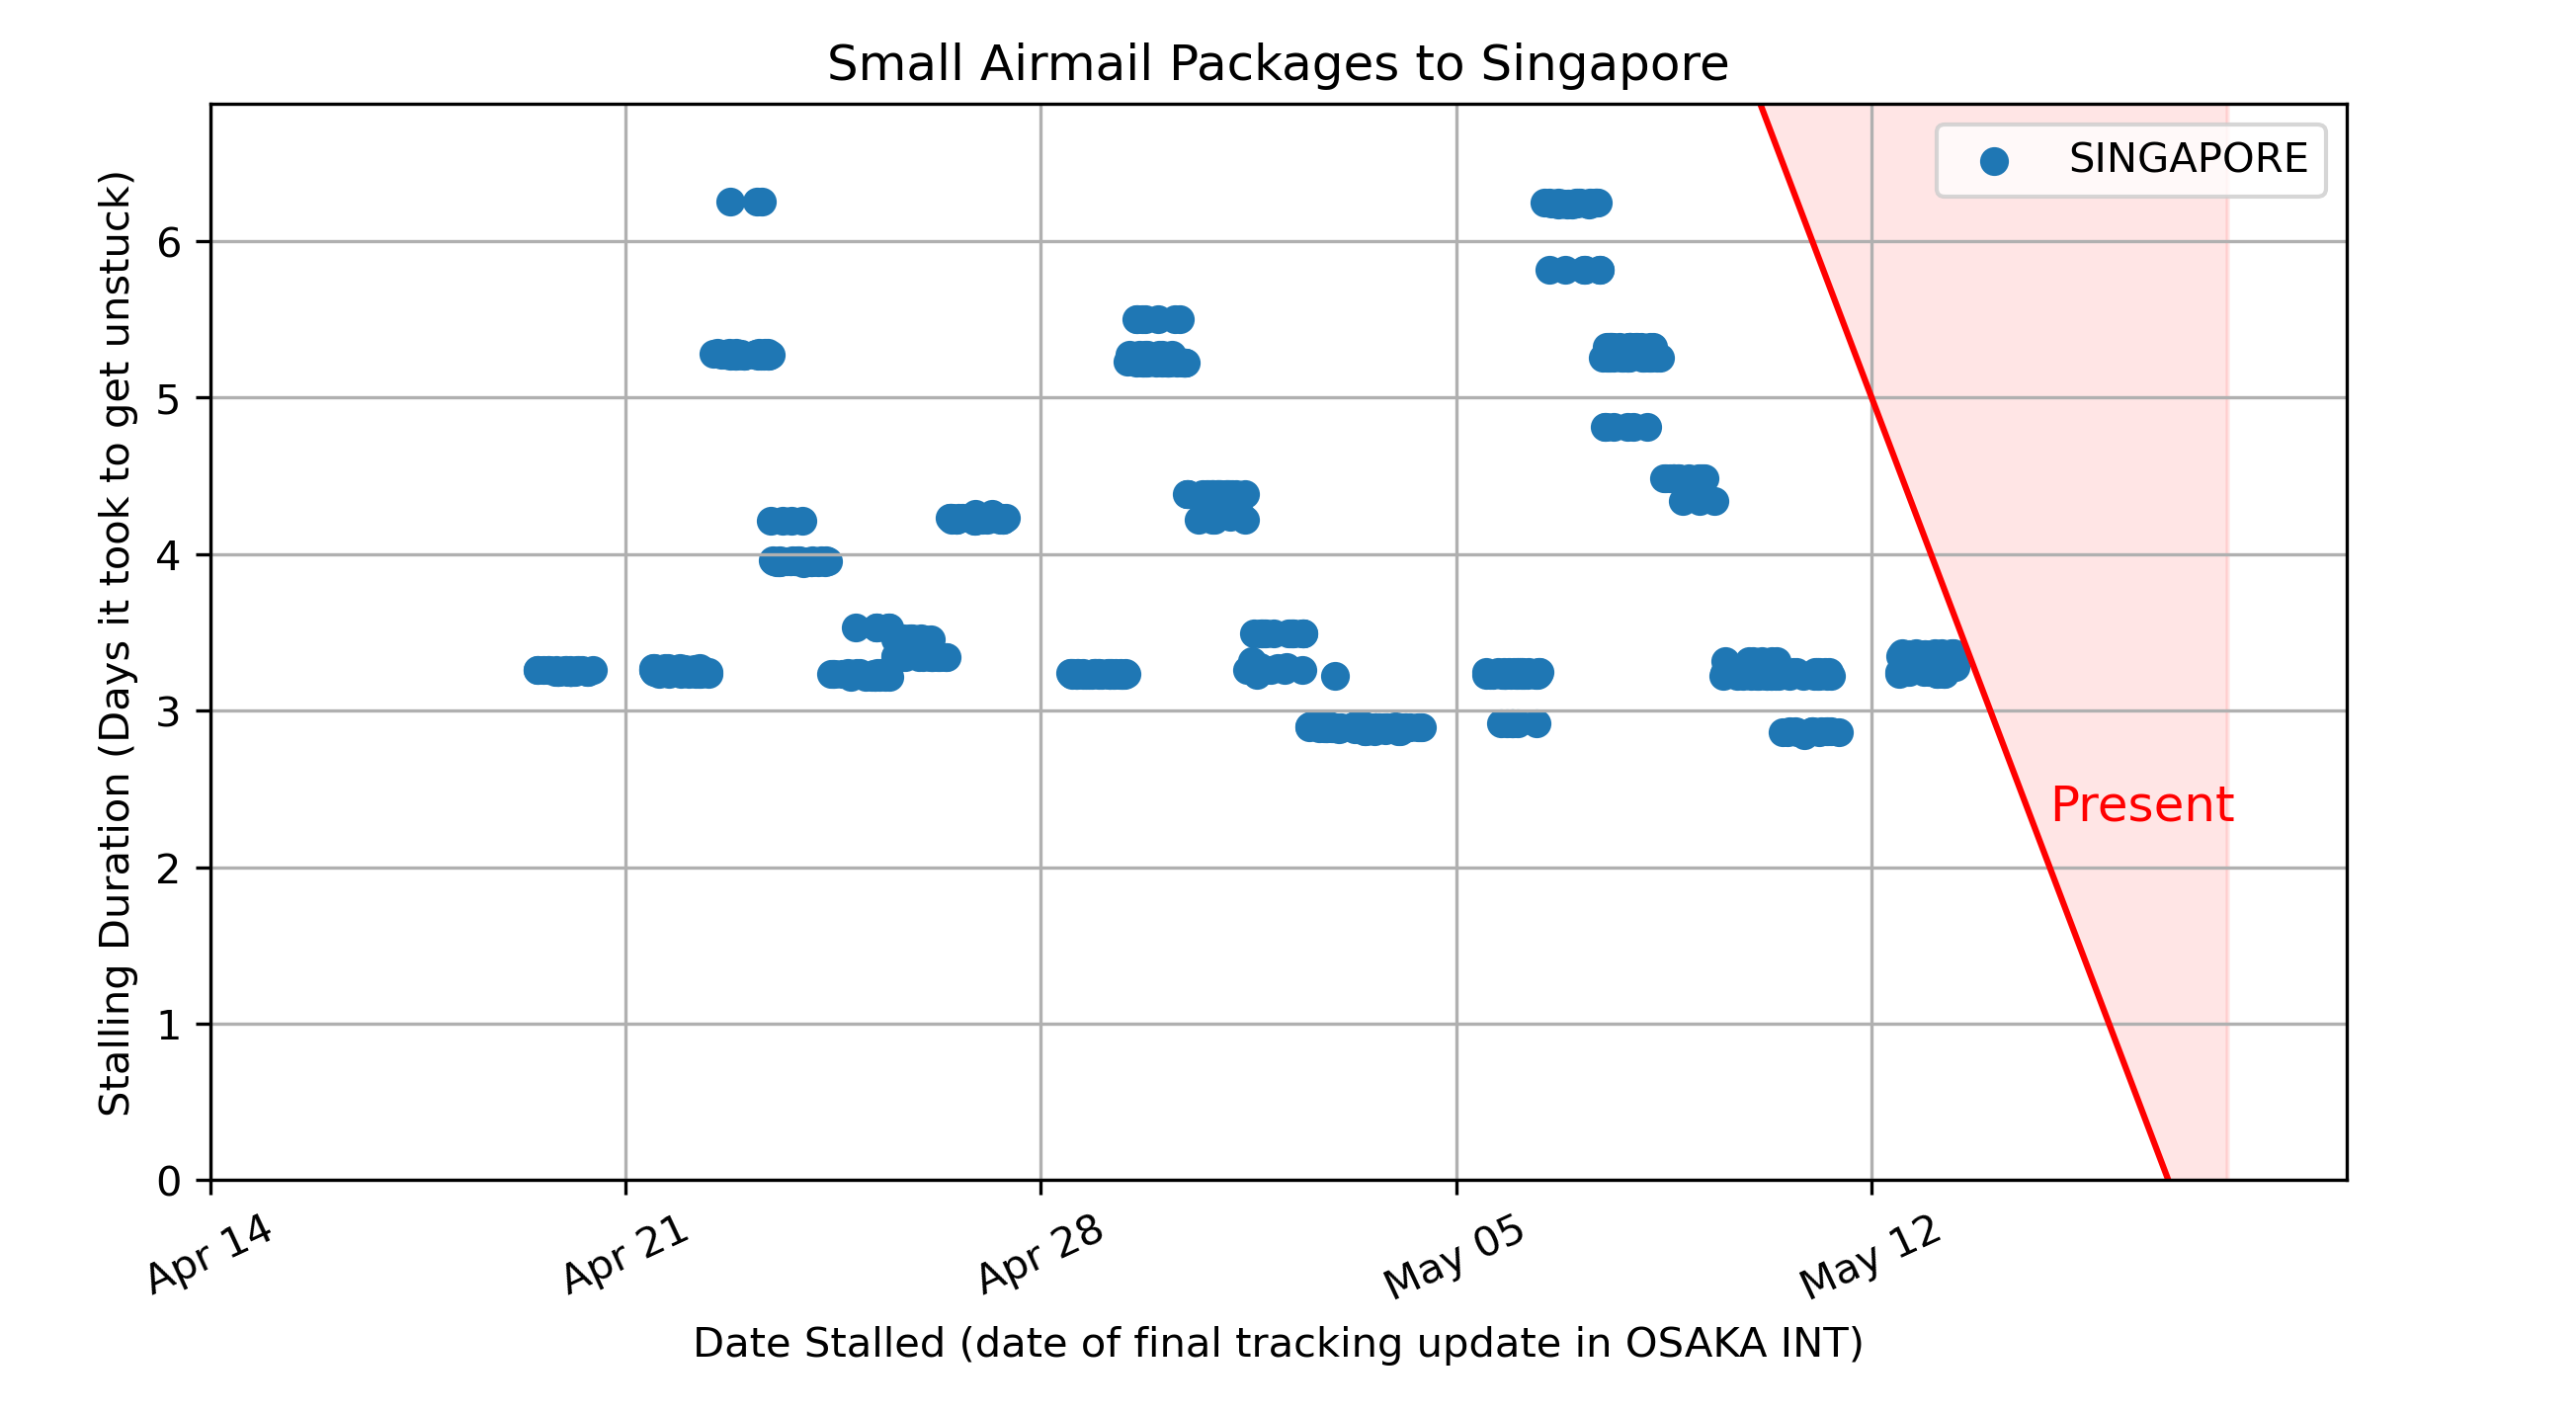 Small Airmail Packages to Singapore
SINGAPORE
Stalling Duration (Days it took to get unstuck)
6
5
4
3
2
1
0
Present
Apr 14
Apr 21
Apr 28
May 05
May 12
Date Stalled (date of final tracking update in OSAKA INT)